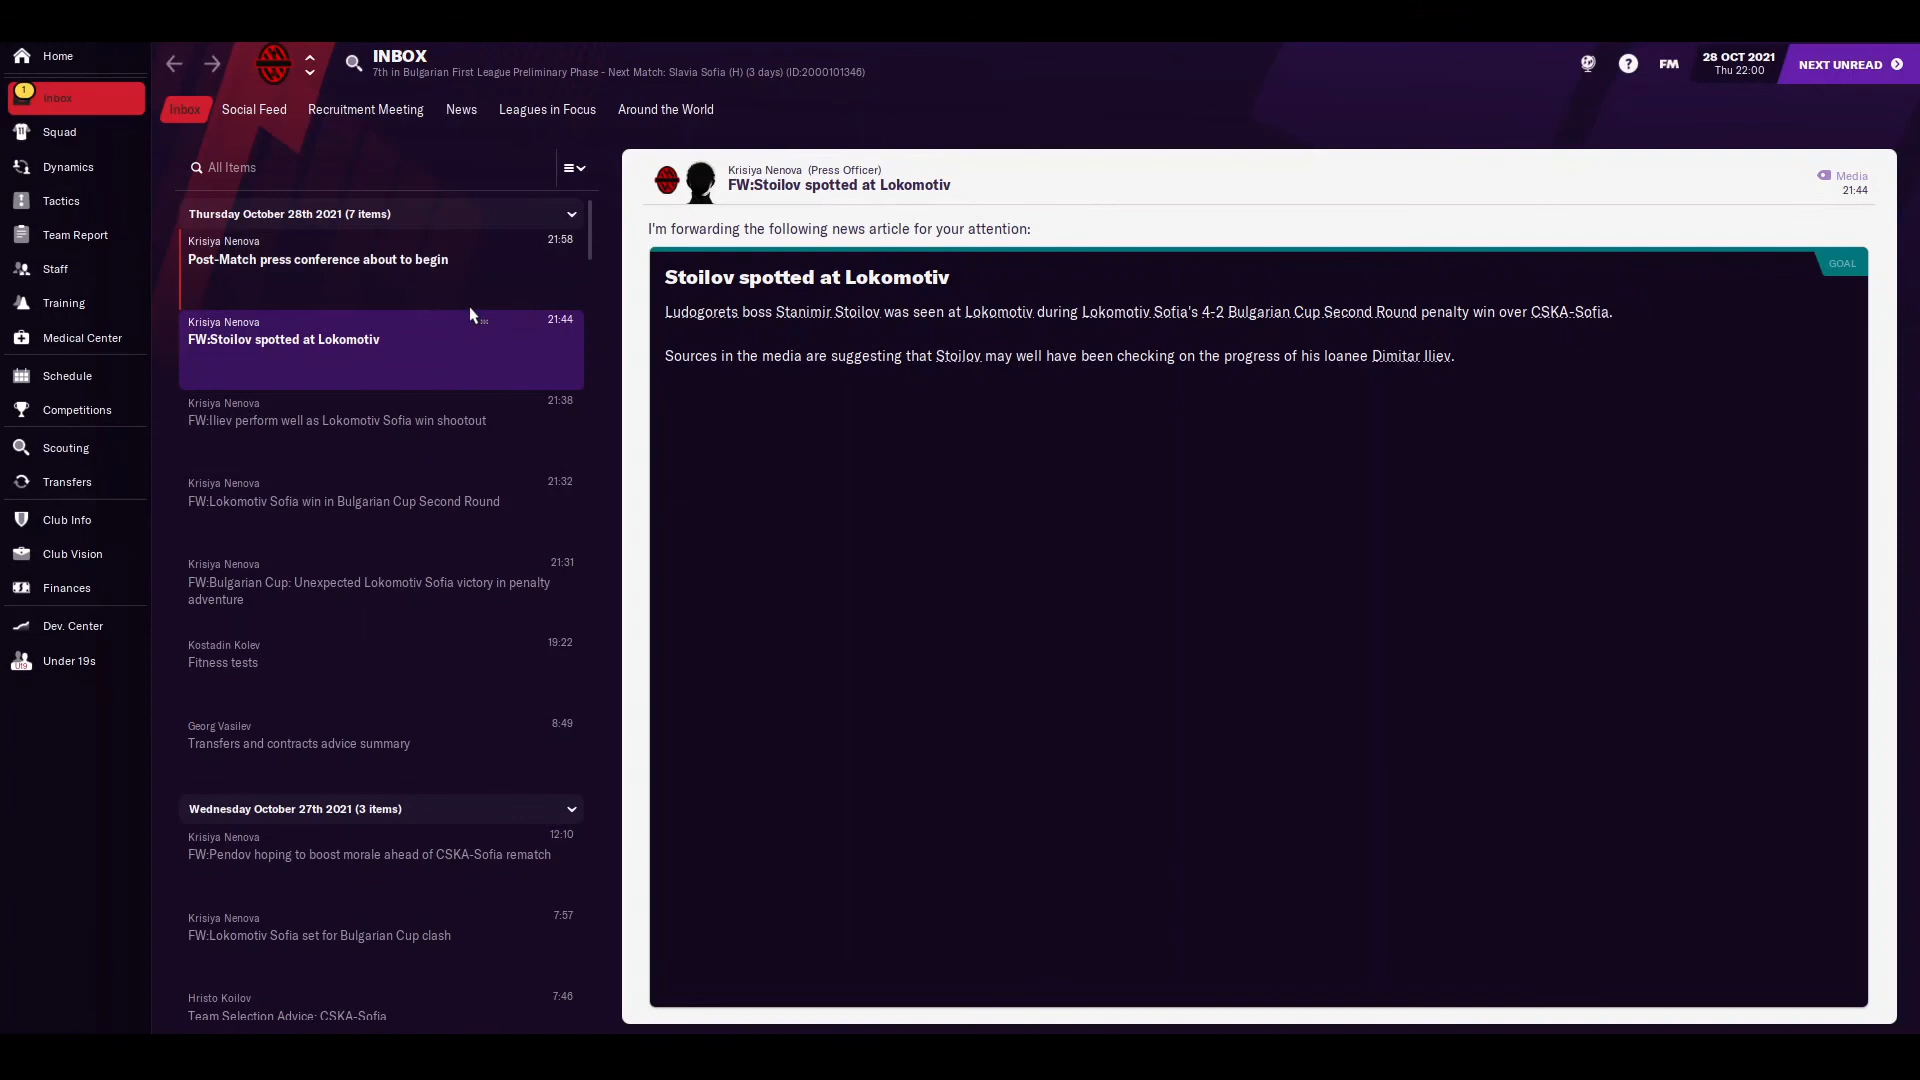 Home
1
Inbox
Squad
Dynamics
Tactics
Team Report
Staff
Training
Medical Center
Schedule
Competitions
Scouting
Transfers
Club Info
Club Vision
Finances
Dev. Center
U19
Under 19s
INBOX
7th in Bulgarian First League Preliminary Phase - Next Match: Slavia Sofia (H) (3 days) (ID:2000101346)
?
FM
28 OCT 2021
Thu 22:00
NEXT UNREAD
Inbox
Social Feed
Recruitment Meeting
News
Leagues in Focus
Around the World
All Items
Thursday October 28th 2021 (7 items)
Krisiya Nenova
21:58
Post-Match press conference about to begin
Krisiya Nenova
21:44
FW:Stoilov spotted at Lokomotiv
Krisiya Nenova
21:38
FW:Iliev perform well as Lokomotiv Sofia win shootout
Krisiya Nenova
21:32
FW:Lokomotiv Sofia win in Bulgarian Cup Second Round
Krisiya Nenova
21:31
FW:Bulgarian Cup: Unexpected Lokomotiv Sofia victory in penalty
adventure
Kostadin Kolev
19:22
Fitness tests
Georg Vasilev
8:49
Transfers and contracts advice summary
Wednesday October 27th 2021 (3 items)
Krisiya Nenova
12:10
FW:Pendov hoping to boost morale ahead of CSKA-Sofia rematch
Krisiya Nenova
7:57
FW:Lokomotiv Sofia set for Bulgarian Cup clash
Hristo Koilov
7:46
Team Selection Advice: CSKA-Sofia
Krisiya Nenova (Press Officer)
FW:Stoilov spotted at Lokomotiv
Media
21:44
I'm forwarding the following news article for your attention:
GOAL
Stoilov spotted at Lokomotiv
Ludogorets boss Stanimir Stoilov was seen at Lokomotiv during Lokomotiv Sofia's 4-2 Bulgarian Cup Second Round penalty win over CSKA-Sofia.
Sources in the media are suggesting that Stoilov may well have been checking on the progress of his loanee Dimitar Iliev.